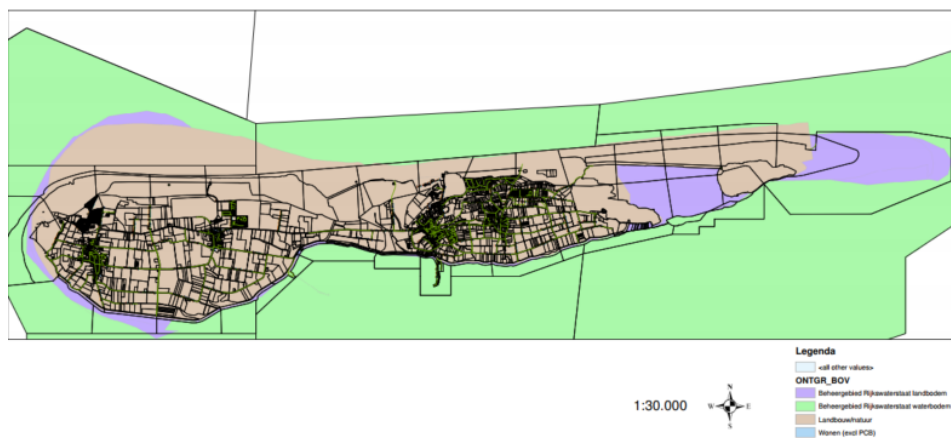 Legenda
<all other values>
ONTGR_BOV
Beheergebied Rijkswaterstaat landbodem
Beheergebied Rijkswaterstaat waterbodem
Landbouw/natuur
Wonen (excl PCB)
1:30.000
N
W E
S